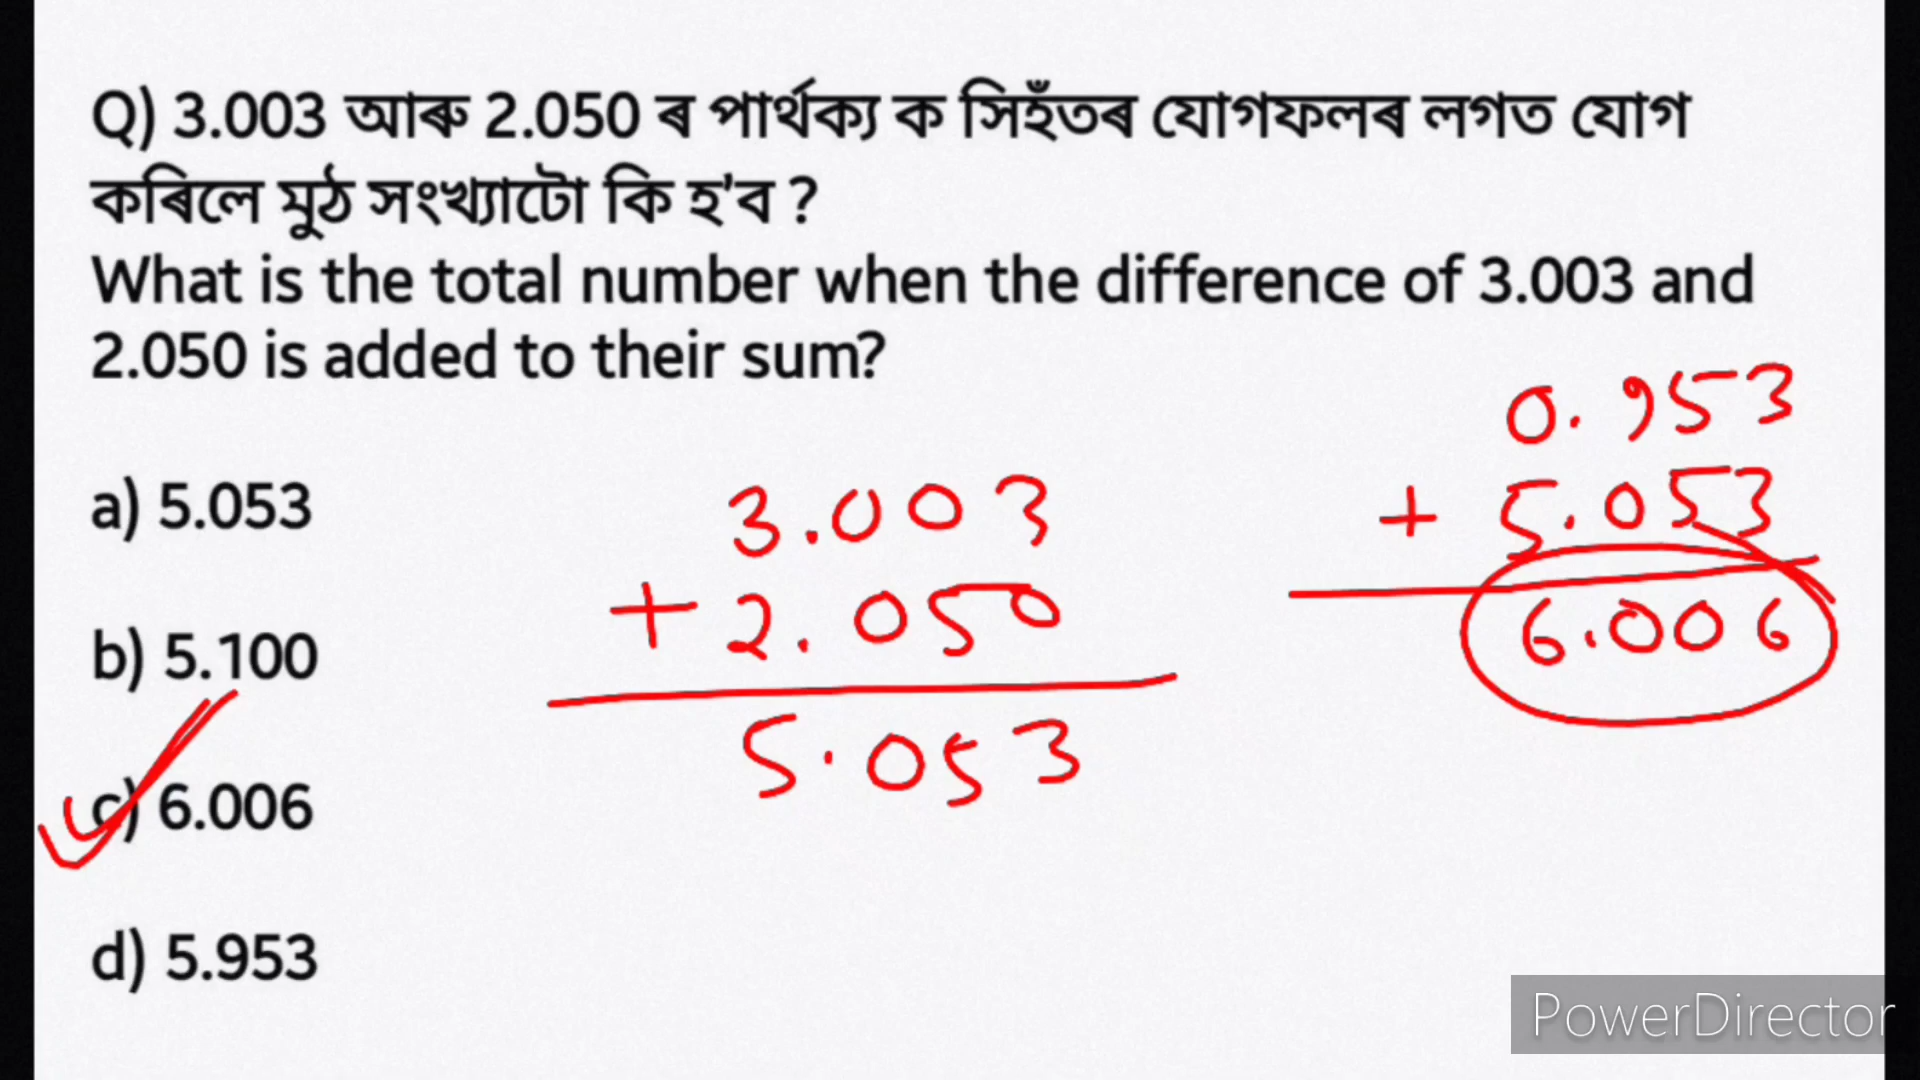 Q) 3.003 আৰু 2.050 ৰ পাৰ্থক্য ক সিহঁতৰ যোগফলৰ লগত যোগ
কৰিলে মুঠ সংখ্যাটো কি হ'ব ?
What is the total number when the difference of 3.003 and
2.050 is added to their sum?
a) 5.053
b) 5.100
c) 6.006
d) 5.953
3.003
+ 2.050
5.053
0.953
+ 5.053
6.006
PowerDirector